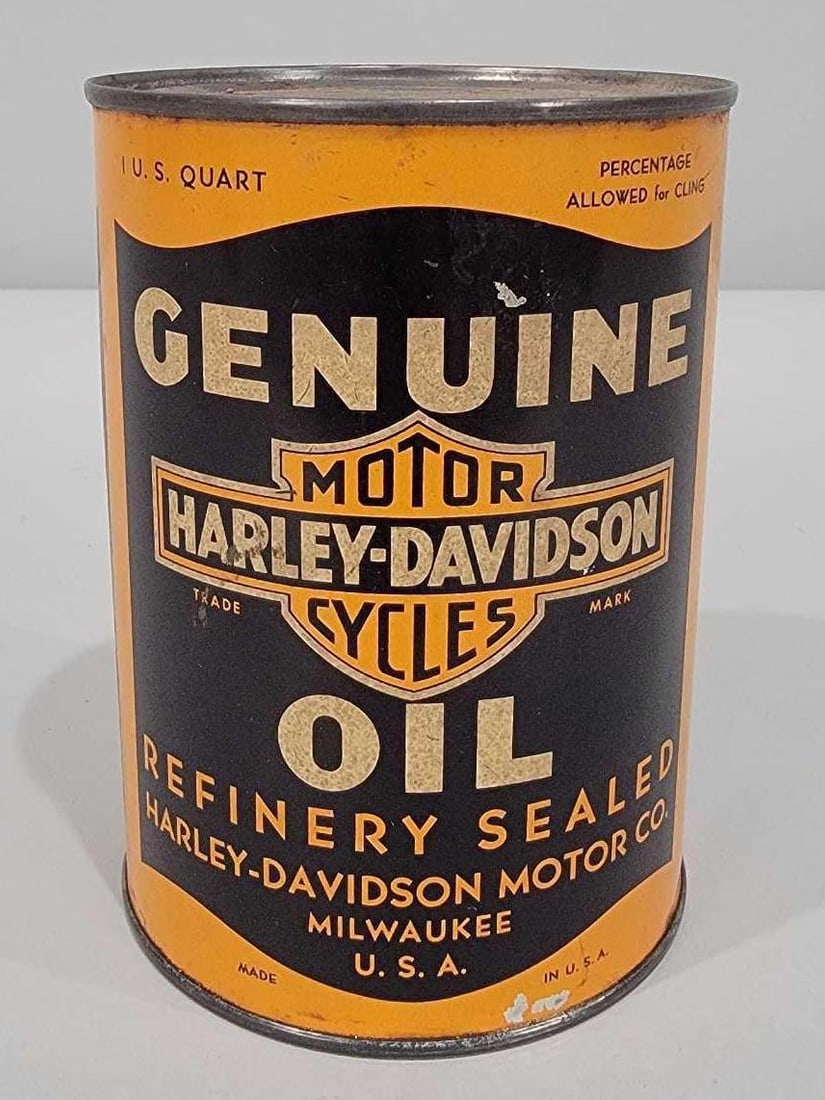 1 U. S. QUART
PERCENTAGE
ALLOWED for CLING
GENUINE
MOTOR
HARLEY-DAVIDSON
CYCLES
TRADE MARK
OIL
REFINERY SEALED
HARLEY-DAVIDSON MOTOR CO.
MILWAUKEE
U. S. A.
MADE IN U. S. A.